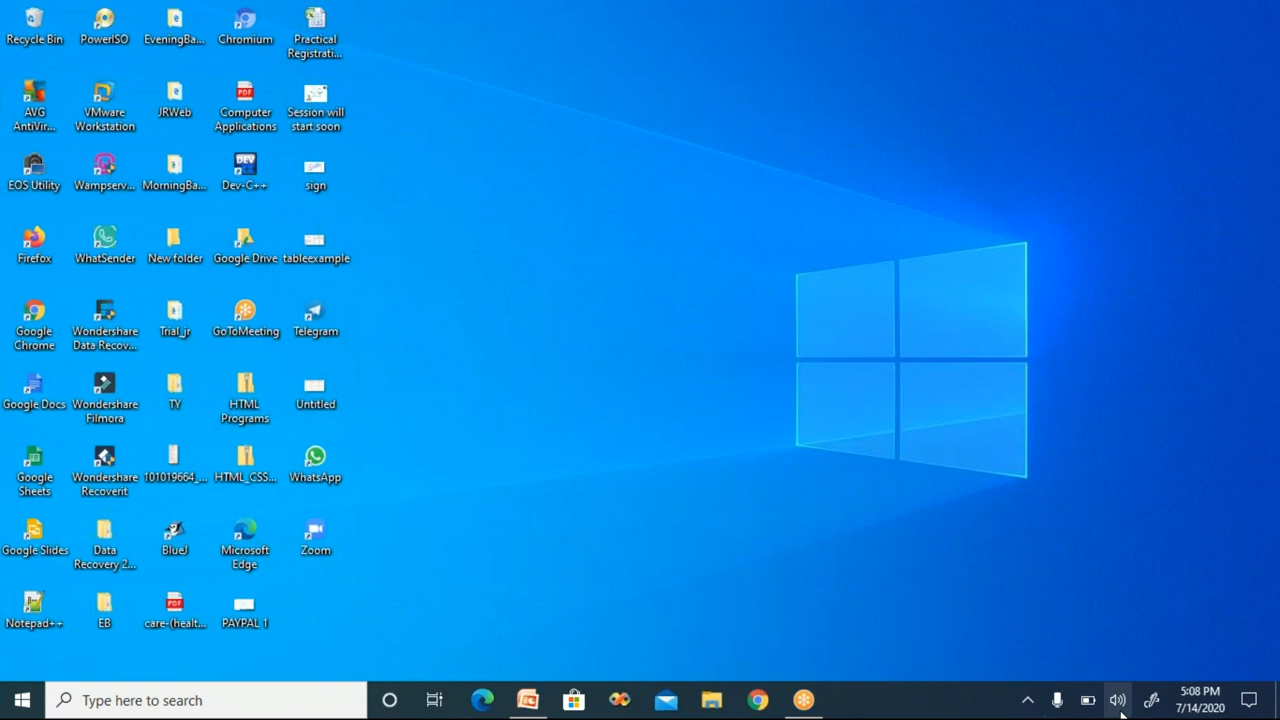 Recycle Bin
PowerISO
EveningBa...
Chromium
Practical
Registrati...
AVG
AntiVir...
VMware
Workstation
JRWeb
PDF
Computer
Applications
Session will
start soon
EOS Utility
Wampserv...
MorningBa...
DEV
Dev-C++
sign
Firefox
WhatSender
New folder
Google Drive
tableexample
Google
Chrome
Wondershare
Data Recov...
Trial_jr
GoToMeeting
Telegram
Google Docs
Wondershare
Filmora
TY
HTML
Programs
Untitled
Google
Sheets
Wondershare
Recoverit
101019664_...
HTML_CSS...
WhatsApp
Google Slides
Data
Recovery 2...
BlueJ
Microsoft
Edge
Zoom
Notepad++
EB
PDF
care-(healt...
PAYPAL 1
Type here to search
5:08 PM
7/14/2020